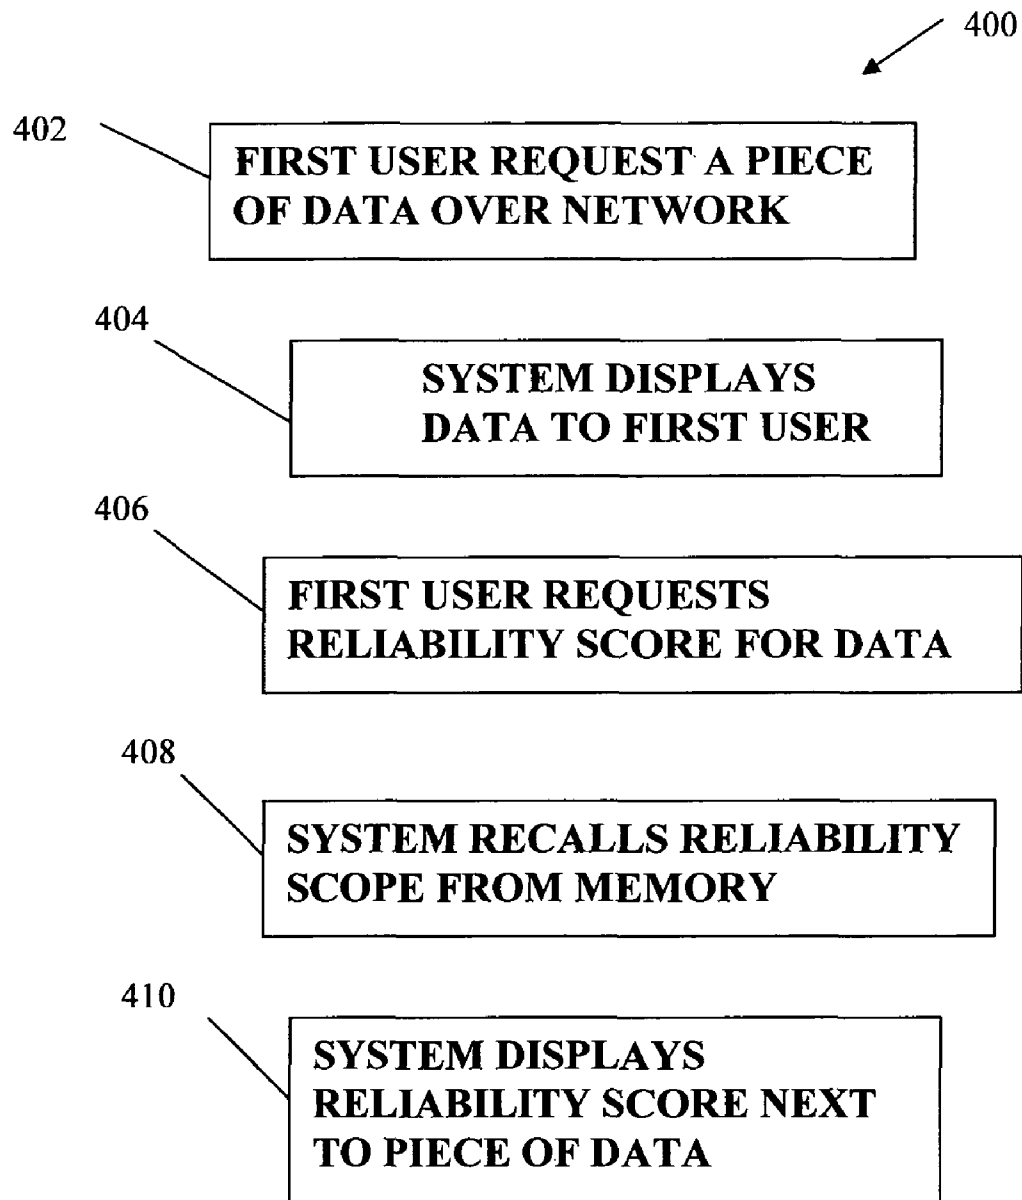 400
402
FIRST USER REQUEST A PIECE
OF DATA OVER NETWORK
404
SYSTEM DISPLAYS
DATA TO FIRST USER
406
FIRST USER REQUESTS
RELIABILITY SCORE FOR DATA
408
SYSTEM RECALLS RELIABILITY
SCOPE FROM MEMORY
410
SYSTEM DISPLAYS
RELIABILITY SCORE NEXT
TO PIECE OF DATA